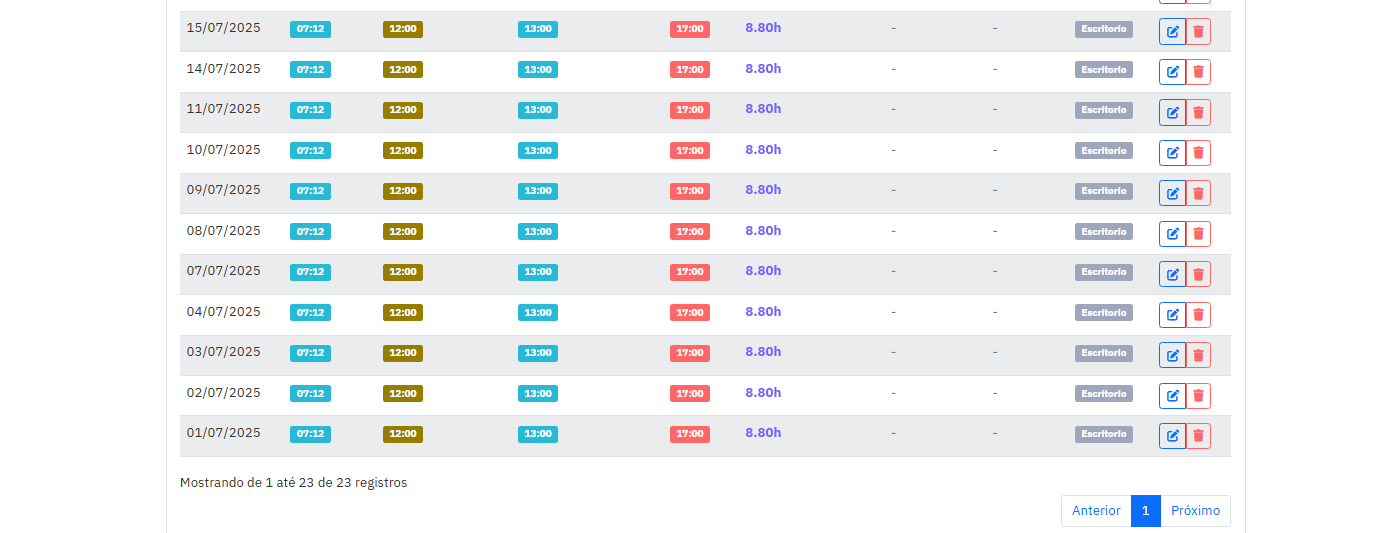 15/07/2025 07:12 12:00 13:00 17:00 8.80h - - Escritorio
14/07/2025 07:12 12:00 13:00 17:00 8.80h - - Escritorio
11/07/2025 07:12 12:00 13:00 17:00 8.80h - - Escritorio
10/07/2025 07:12 12:00 13:00 17:00 8.80h - - Escritorio
09/07/2025 07:12 12:00 13:00 17:00 8.80h - - Escritorio
08/07/2025 07:12 12:00 13:00 17:00 8.80h - - Escritorio
07/07/2025 07:12 12:00 13:00 17:00 8.80h - - Escritorio
04/07/2025 07:12 12:00 13:00 17:00 8.80h - - Escritorio
03/07/2025 07:12 12:00 13:00 17:00 8.80h - - Escritorio
02/07/2025 07:12 12:00 13:00 17:00 8.80h - - Escritorio
01/07/2025 07:12 12:00 13:00 17:00 8.80h - - Escritorio
Mostrando de 1 até 23 de 23 registros
Anterior 1 Próximo